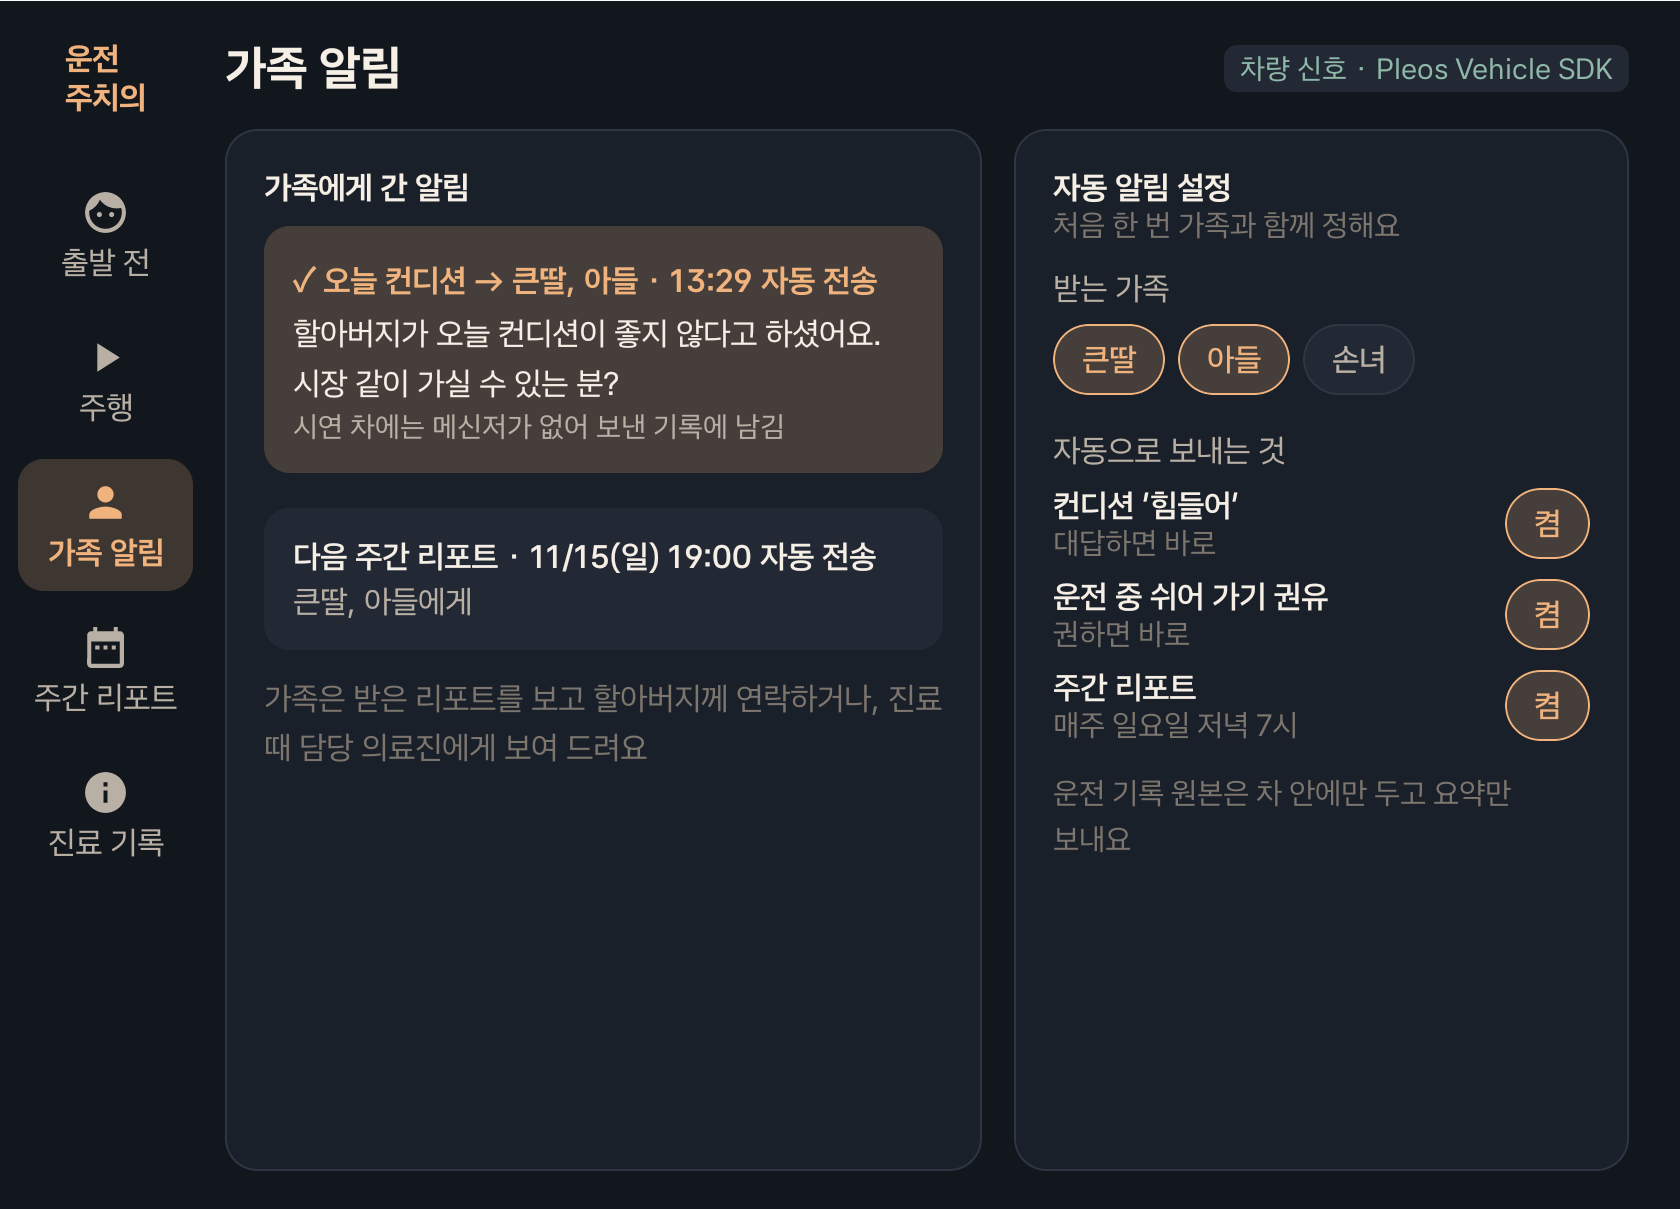 운전
주치의
출발 전
주행
가족 알림
주간 리포트
진료 기록
가족 알림
차량 신호 · Pleos Vehicle SDK
가족에게 간 알림
✓ 오늘 컨디션 → 큰딸, 아들 · 13:29 자동 전송
할아버지가 오늘 컨디션이 좋지 않다고 하셨어요.
시장 같이 가실 수 있는 분?
시연 차에는 메신저가 없어 보낸 기록에 남김
다음 주간 리포트 · 11/15(일) 19:00 자동 전송
큰딸, 아들에게
가족은 받은 리포트를 보고 할아버지께 연락하거나, 진료
때 담당 의료진에게 보여 드려요
자동 알림 설정
처음 한 번 가족과 함께 정해요
받는 가족
큰딸 아들 손녀
자동으로 보내는 것
컨디션 ‘힘들어’
대답하면 바로
켬
운전 중 쉬어 가기 권유
권하면 바로
켬
주간 리포트
매주 일요일 저녁 7시
켬
운전 기록 원본은 차 안에만 두고 요약만
보내요